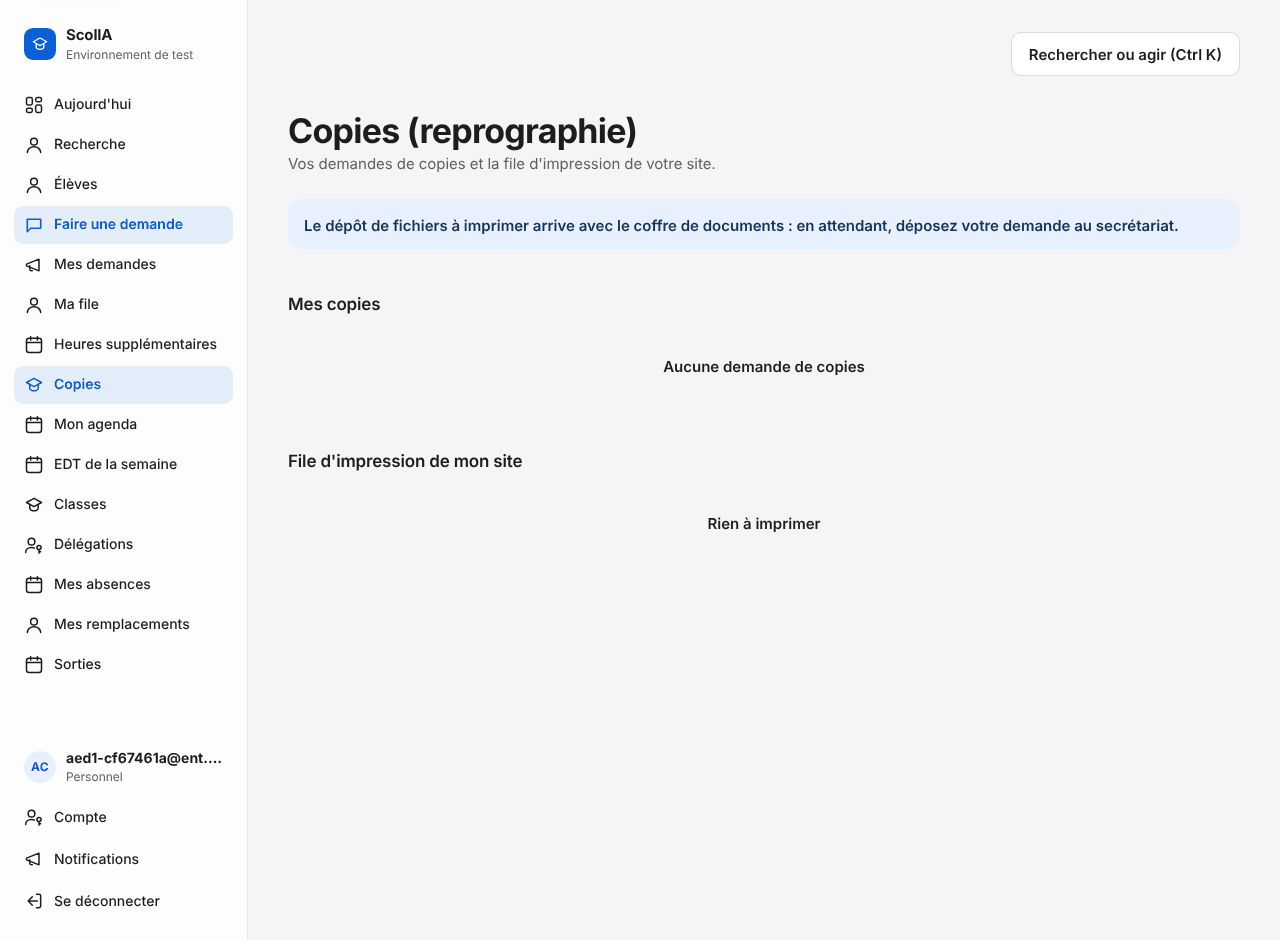 ScolIA
Environnement de test
Aujourd'hui
Recherche
Élèves
Faire une demande
Mes demandes
Ma file
Heures supplémentaires
Copies
Mon agenda
EDT de la semaine
Classes
Délégations
Mes absences
Mes remplacements
Sorties
AC
aed1-cf67461a@ent....
Personnel
Compte
Notifications
Se déconnecter
Rechercher ou agir (Ctrl K)
Copies (reprographie)
Vos demandes de copies et la file d'impression de votre site.
Le dépôt de fichiers à imprimer arrive avec le coffre de documents : en attendant, déposez votre demande au secrétariat.
Mes copies
Aucune demande de copies
File d'impression de mon site
Rien à imprimer